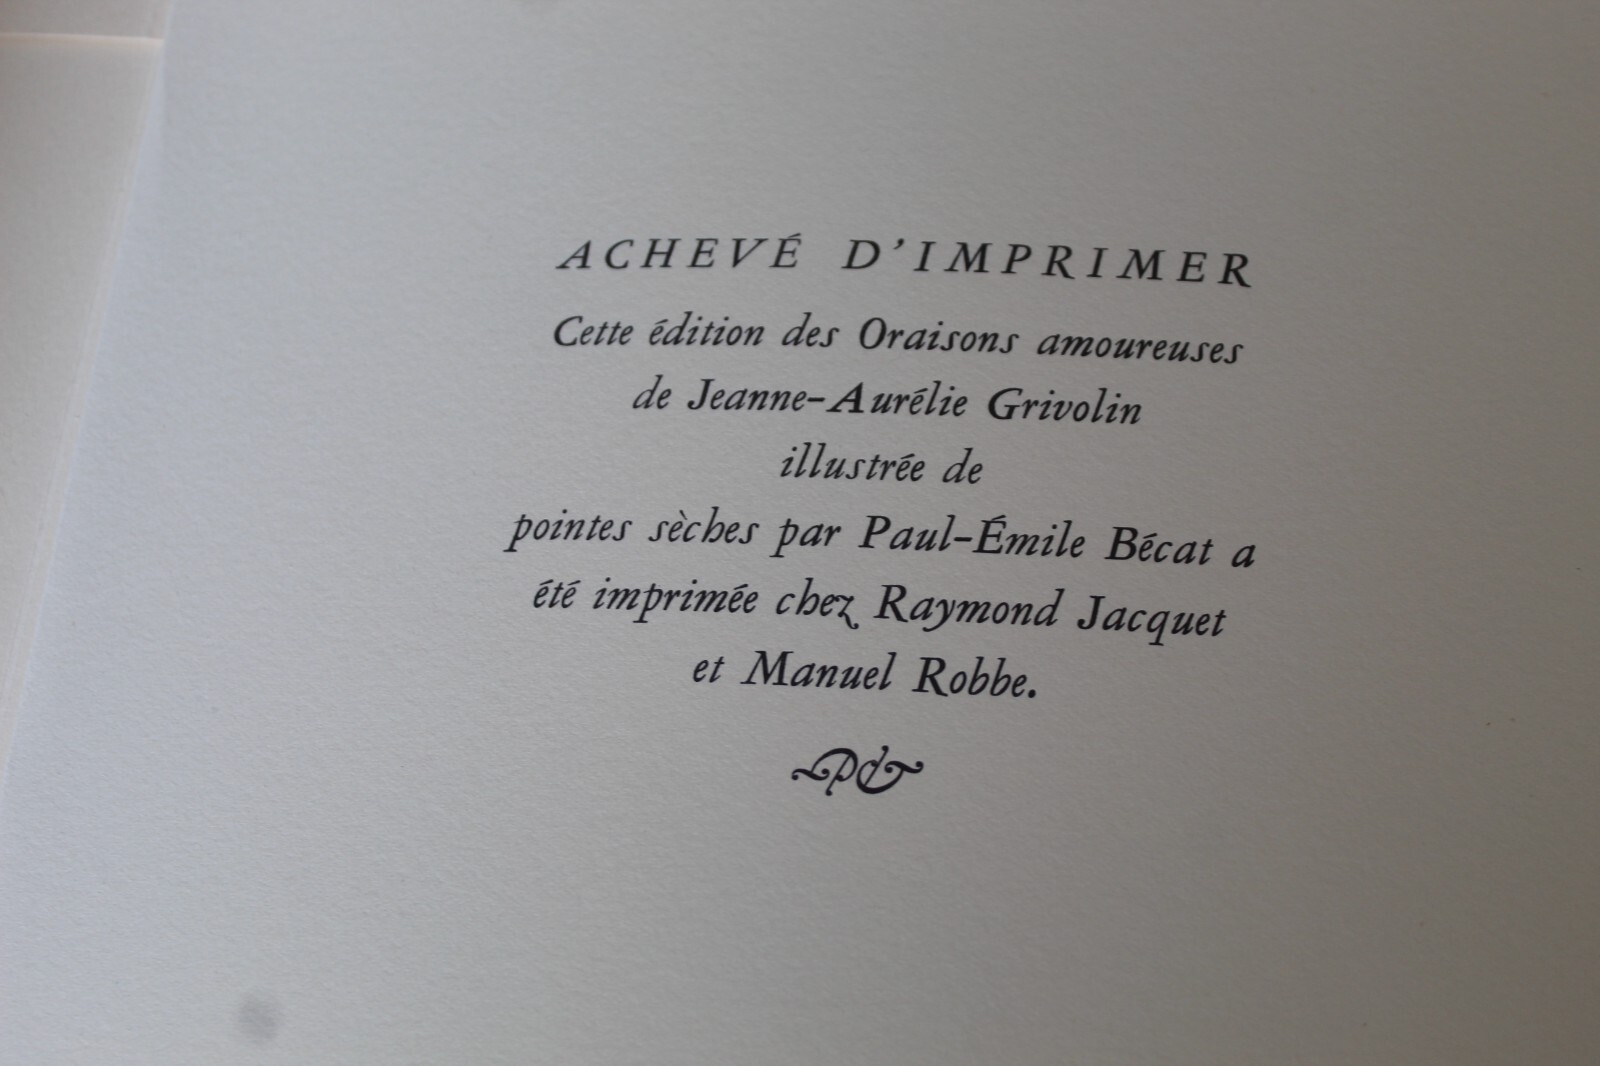 ACHEVÉ D'IMPRIMER
Cette édition des Oraisons amoureuses
de Jeanne-Aurélie Grivolin
illustrée de
pointes sèches par Paul-Émile Bécat a
été imprimée chez Raymond Jacquet
et Manuel Robbe.